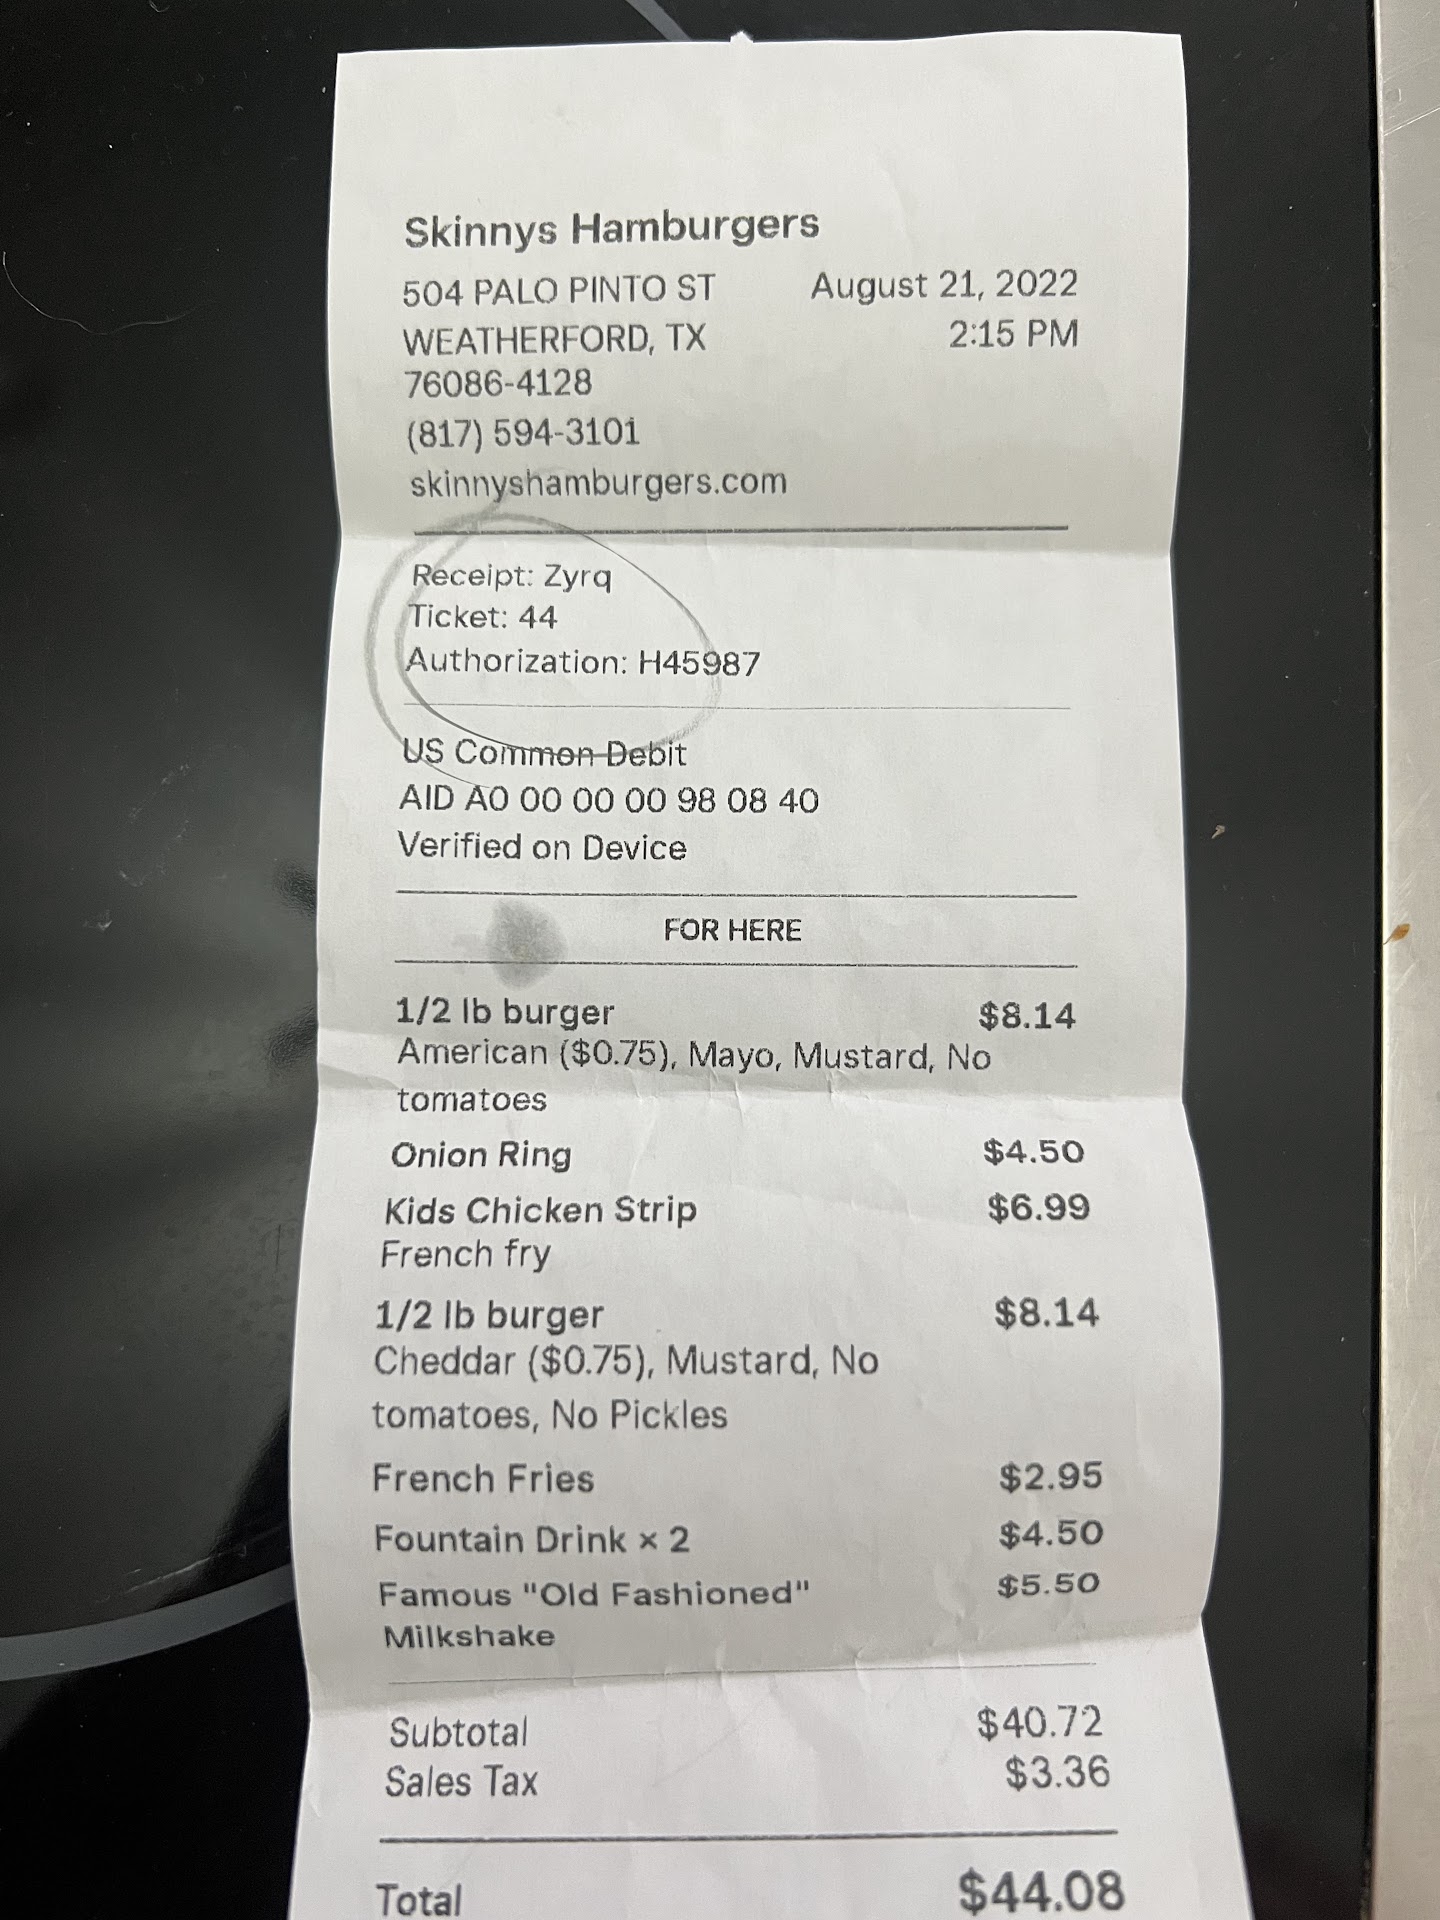 Skinnys Hamburgers
504 PALO PINTO ST August 21, 2022
WEATHERFORD, TX 2:15 PM
76086-4128
(817) 594-3101
skinnyshamburgers.com
Receipt: Zyrq
Ticket: 44
Authorization: H45987
US Common Debit
AID A0 00 00 00 98 08 40
Verified on Device
FOR HERE
1/2 lb burger $8.14
American ($0.75), Mayo, Mustard, No
tomatoes
Onion Ring $4.50
Kids Chicken Strip $6.99
French fry
1/2 lb burger $8.14
Cheddar ($0.75), Mustard, No
tomatoes, No Pickles
French Fries $2.95
Fountain Drink × 2 $4.50
Famous "Old Fashioned" $5.50
Milkshake
Subtotal $40.72
Sales Tax $3.36
Total $44.08